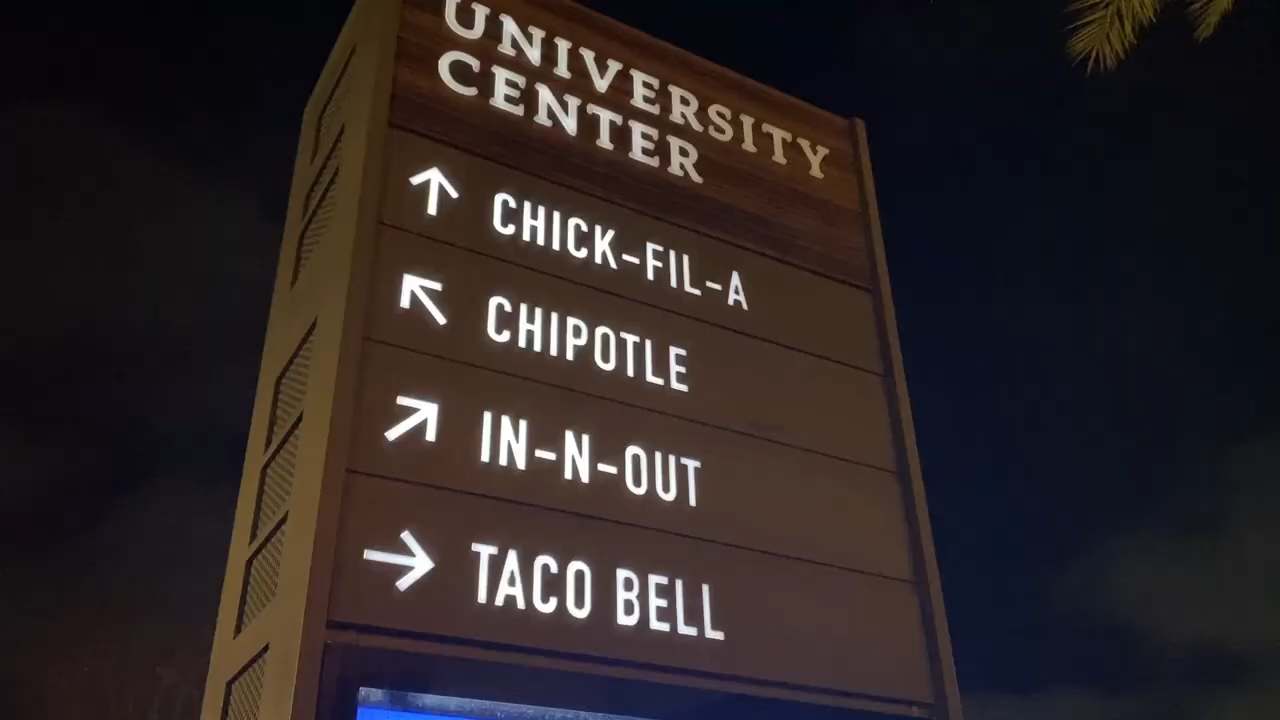 UNIVERSITY
CENTER
↑ CHICK-FIL-A
↖ CHIPOTLE
↗ IN-N-OUT
→ TACO BELL